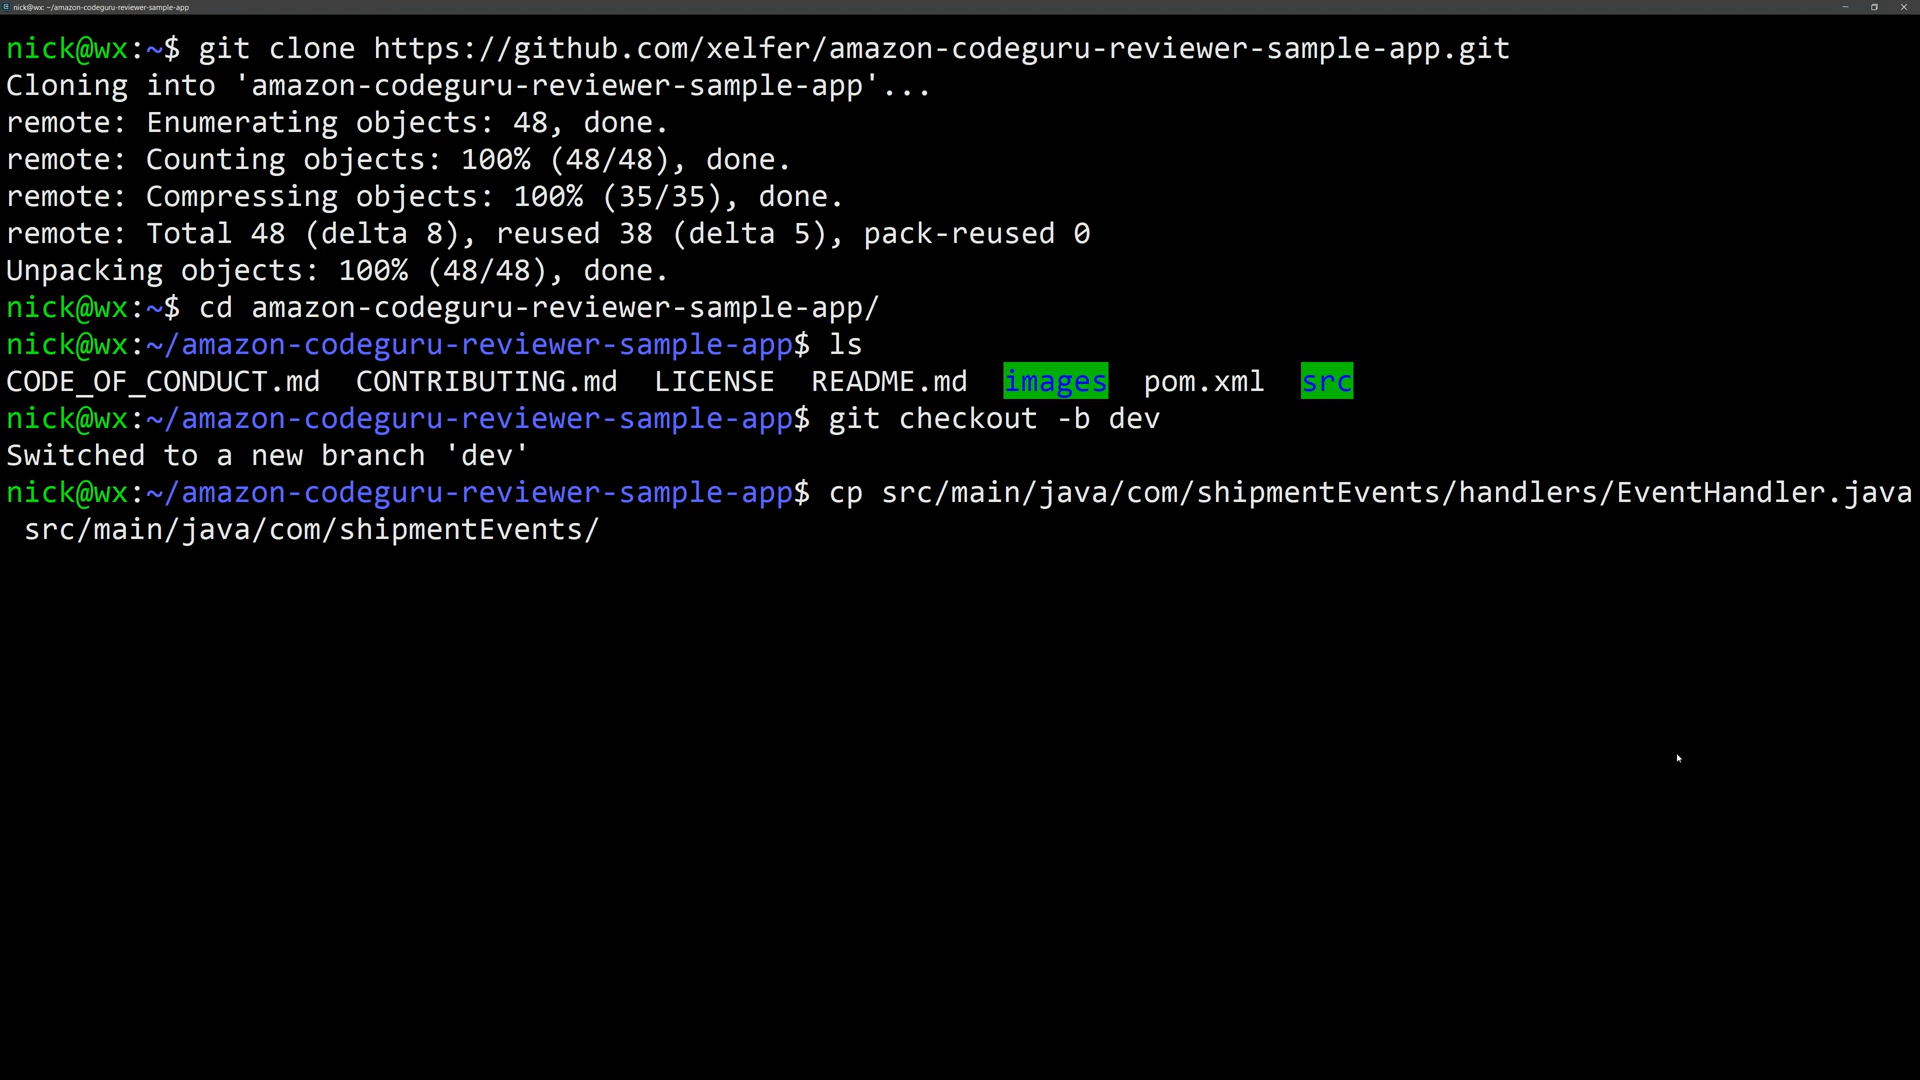 nick@wx: ~/amazon-codeguru-reviewer-sample-app
nick@wx:~$ git clone https://github.com/xelfer/amazon-codeguru-reviewer-sample-app.git
Cloning into 'amazon-codeguru-reviewer-sample-app'...
remote: Enumerating objects: 48, done.
remote: Counting objects: 100% (48/48), done.
remote: Compressing objects: 100% (35/35), done.
remote: Total 48 (delta 8), reused 38 (delta 5), pack-reused 0
Unpacking objects: 100% (48/48), done.
nick@wx:~$ cd amazon-codeguru-reviewer-sample-app/
nick@wx:~/amazon-codeguru-reviewer-sample-app$ ls
CODE_OF_CONDUCT.md  CONTRIBUTING.md  LICENSE  README.md  images  pom.xml  src
nick@wx:~/amazon-codeguru-reviewer-sample-app$ git checkout -b dev
Switched to a new branch 'dev'
nick@wx:~/amazon-codeguru-reviewer-sample-app$ cp src/main/java/com/shipmentEvents/handlers/EventHandler.java
 src/main/java/com/shipmentEvents/